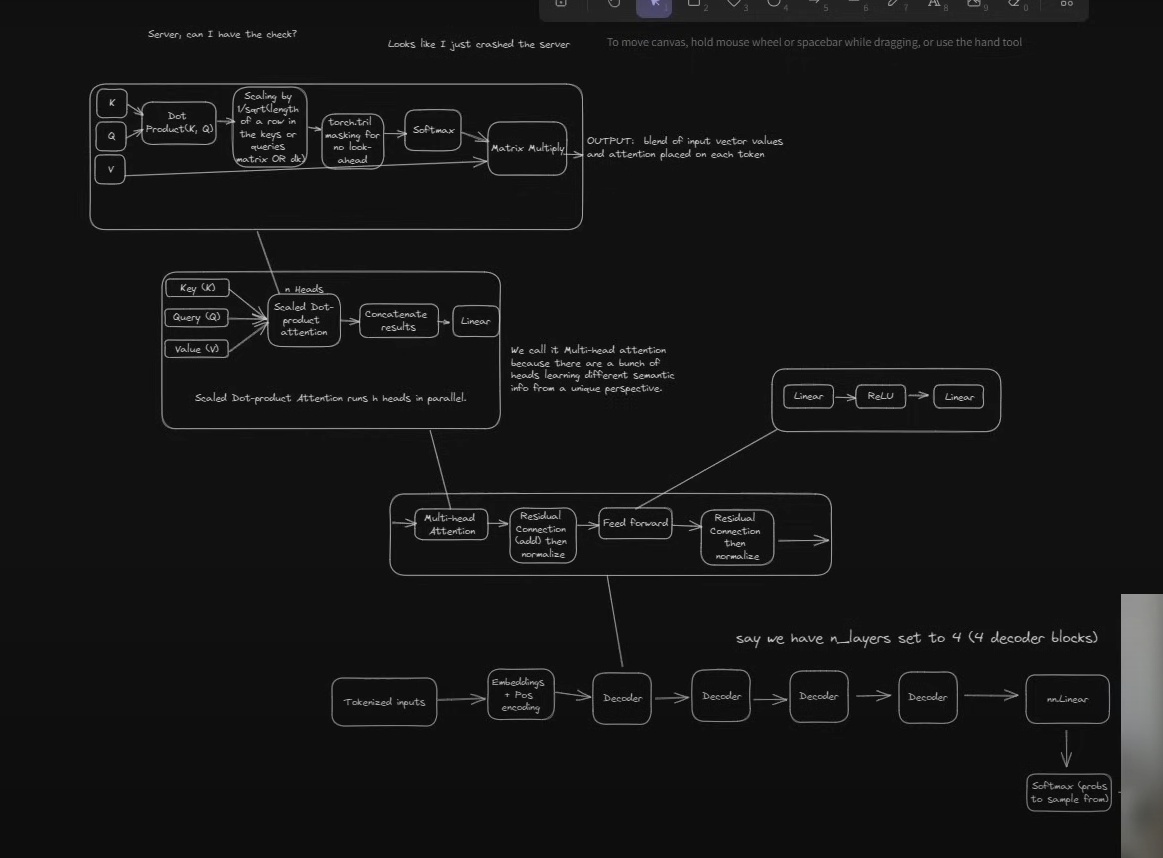 2
3
4
5
6
7
8
9
0
Server, can I have the check?
Looks like I just crashed the server
To move canvas, hold mouse wheel or spacebar while dragging, or use the hand tool
K
Q
V
Dot
Product(K, Q)
Scaling by
1/sqrt(length
of a row in
the keys or
queries
matrix OR dk)
torch.tril
masking for
no look-
ahead
Softmax
Matrix Multiply
OUTPUT: blend of input vector values
and attention placed on each token
Key (K)
Query (Q)
Value (V)
n Heads
Scaled Dot-
product
attention
Concatenate
results
Linear
Scaled Dot-product Attention runs h heads in parallel.
We call it Multi-head attention
because there are a bunch of
heads learning different semantic
info from a unique perspective.
Linear
ReLU
Linear
Multi-head
Attention
Residual
Connection
(add) then
normalize
Feed forward
Residual
Connection
then
normalize
say we have n_layers set to 4 (4 decoder blocks)
Tokenized inputs
Embeddings
+ Pos
encoding
Decoder
Decoder
Decoder
Decoder
nn.Linear
Softmax (probs
to sample from)